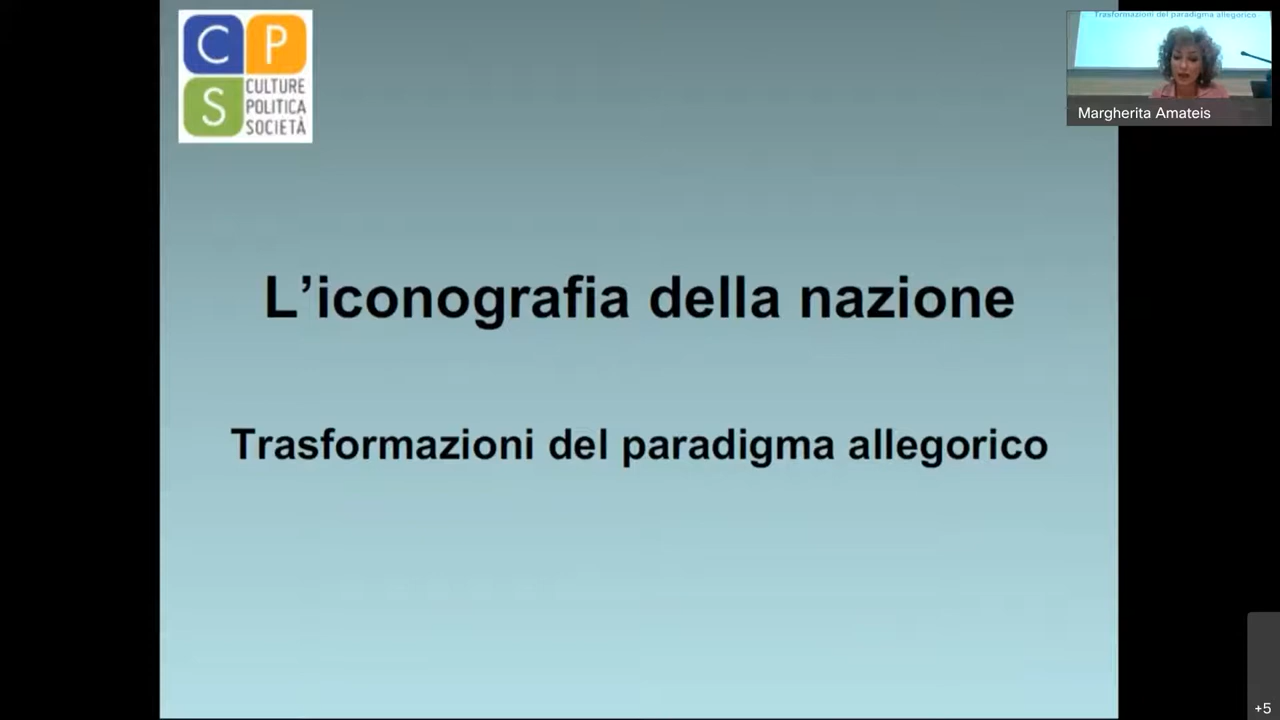 C P
S CULTURE
POLITICA
SOCIETÀ
Trasformazioni del paradigma allegorico
Margherita Amateis
L’iconografia della nazione
Trasformazioni del paradigma allegorico
+5